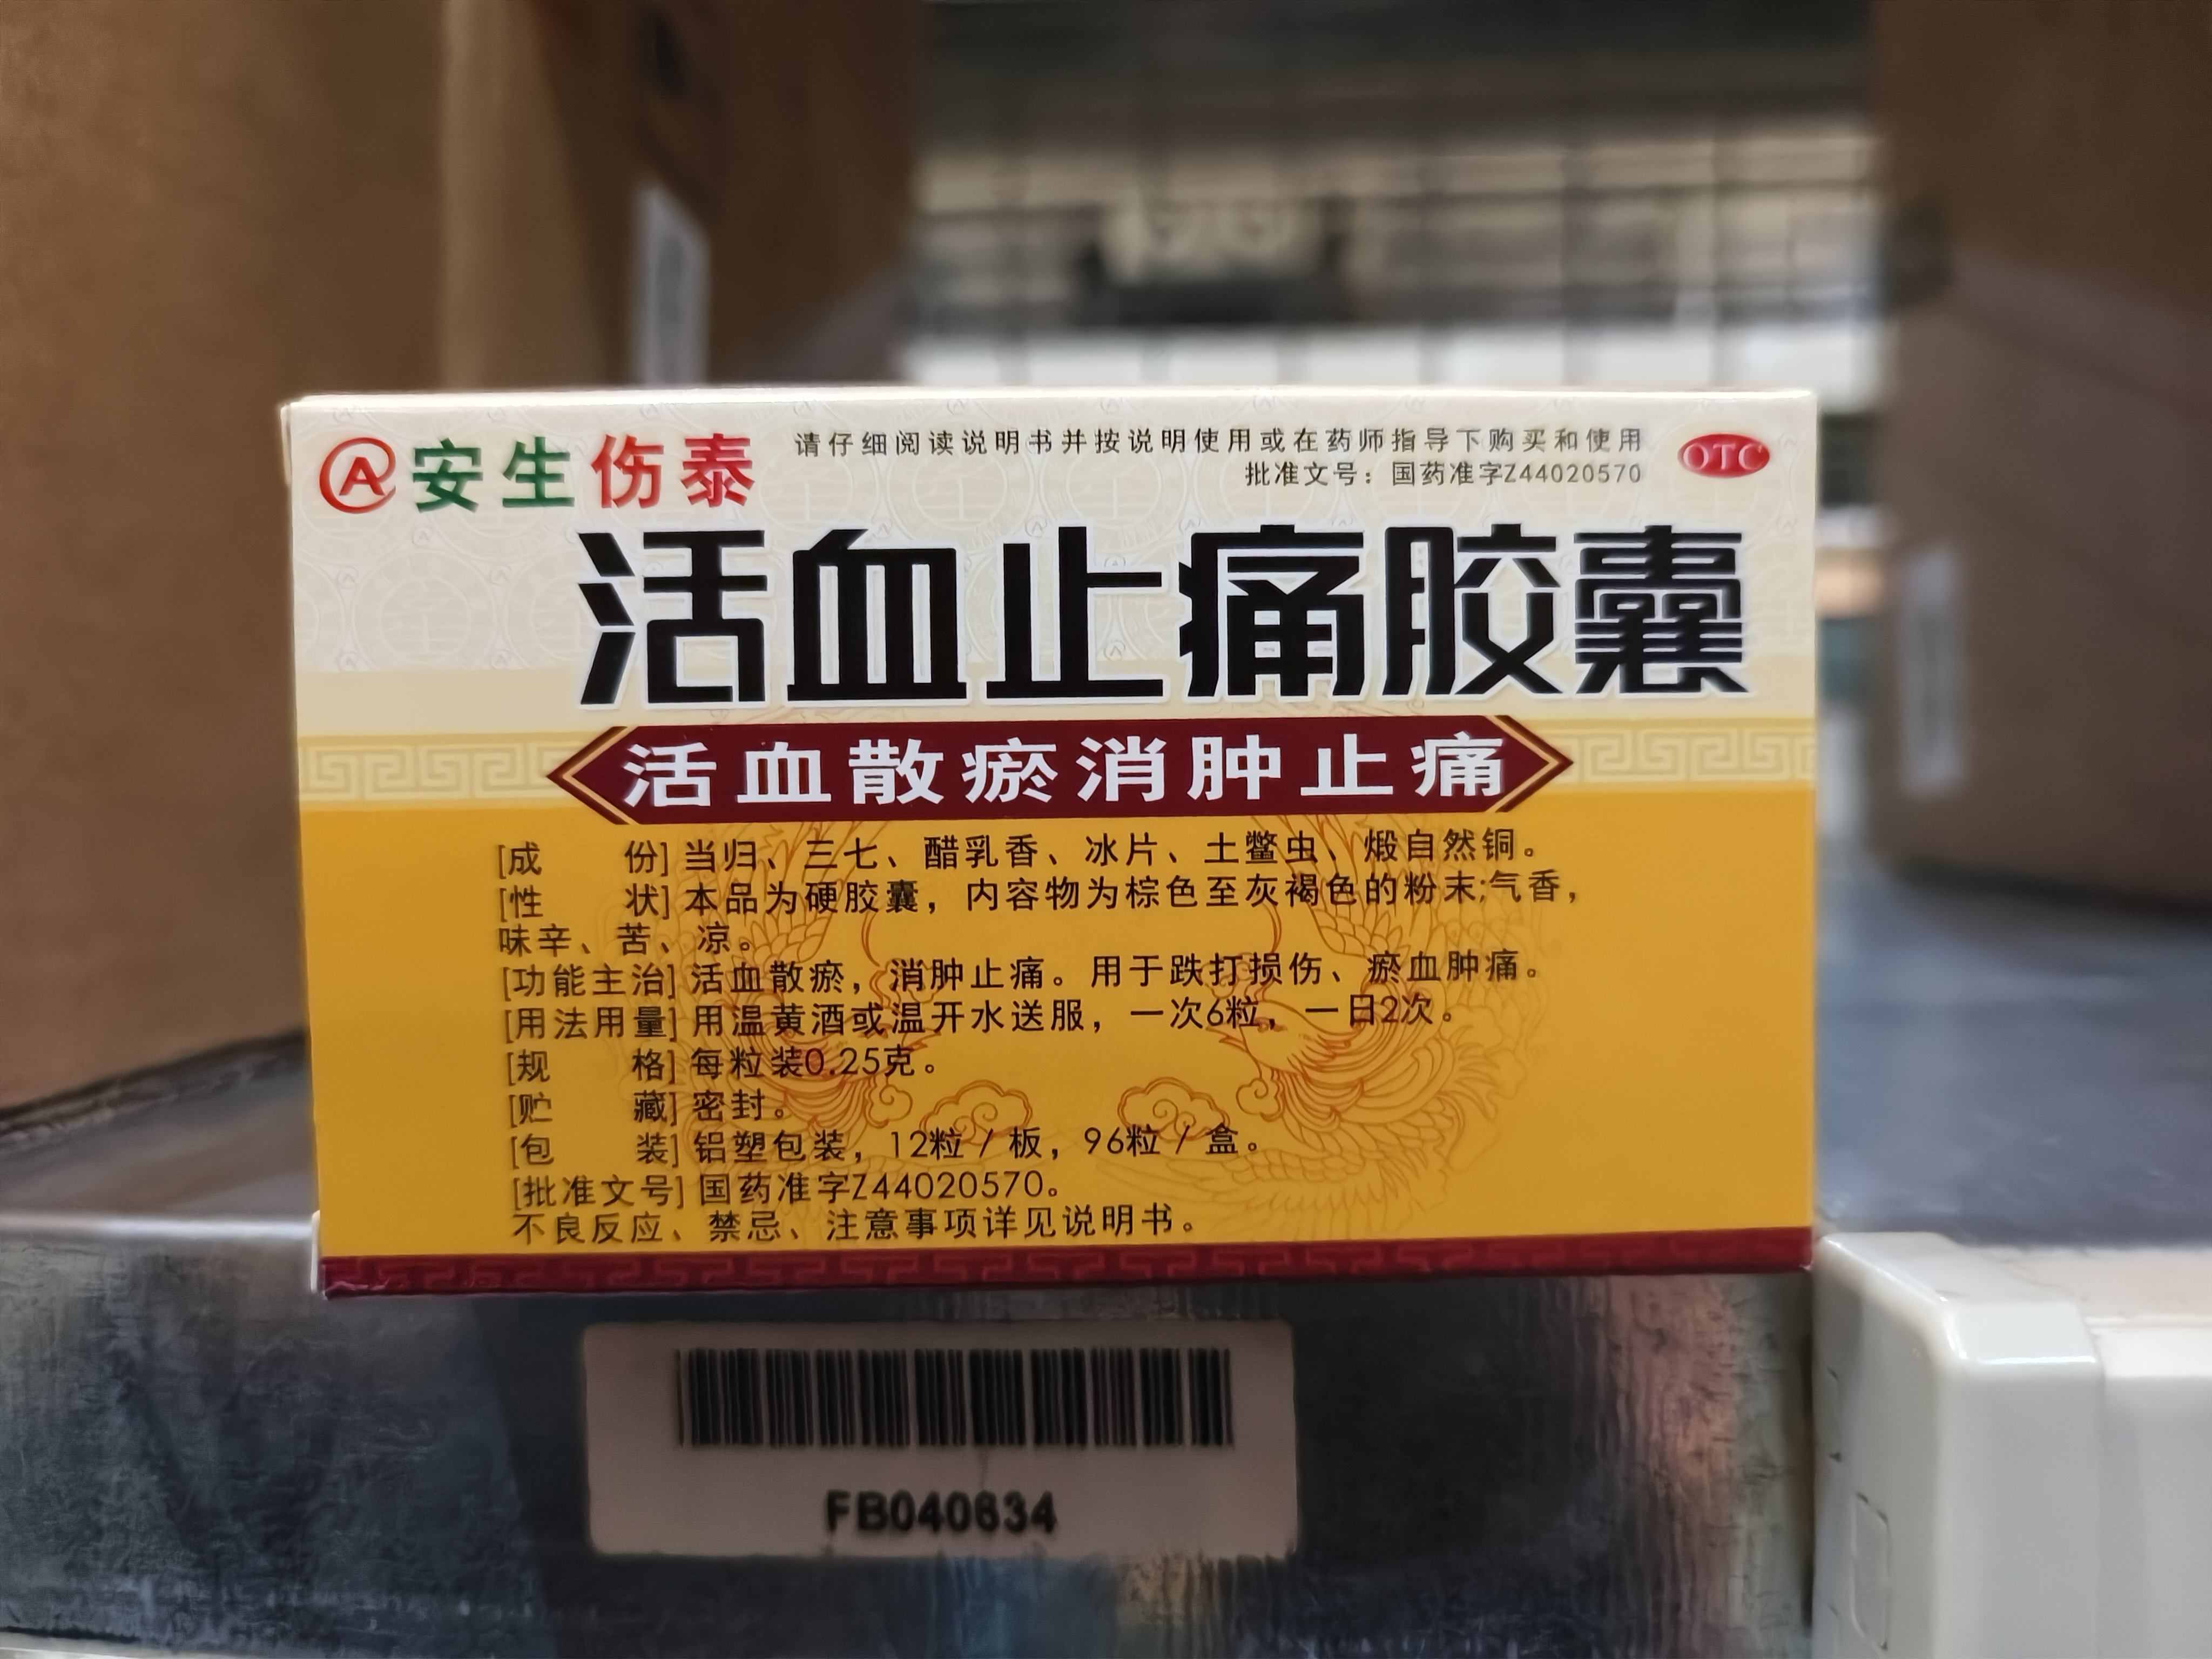 安生伤泰
请仔细阅读说明书并按说明使用或在药师指导下购买和使用
批准文号：国药准字Z44020570
OTC
活血止痛胶囊
活血散瘀消肿止痛
[成 份] 当归、三七、醋乳香、冰片、土鳖虫、煅自然铜。
[性 状] 本品为硬胶囊，内容物为棕色至灰褐色的粉末;气香，
味辛、苦、凉。
[功能主治] 活血散瘀，消肿止痛。用于跌打损伤、瘀血肿痛。
[用法用量] 用温黄酒或温开水送服，一次6粒，一日2次。
[规 格] 每粒装0.25克。
[贮 藏] 密封。
[包 装] 铝塑包装，12粒/板，96粒/盒。
[批准文号] 国药准字Z44020570。
不良反应、禁忌、注意事项详见说明书。
FB040634